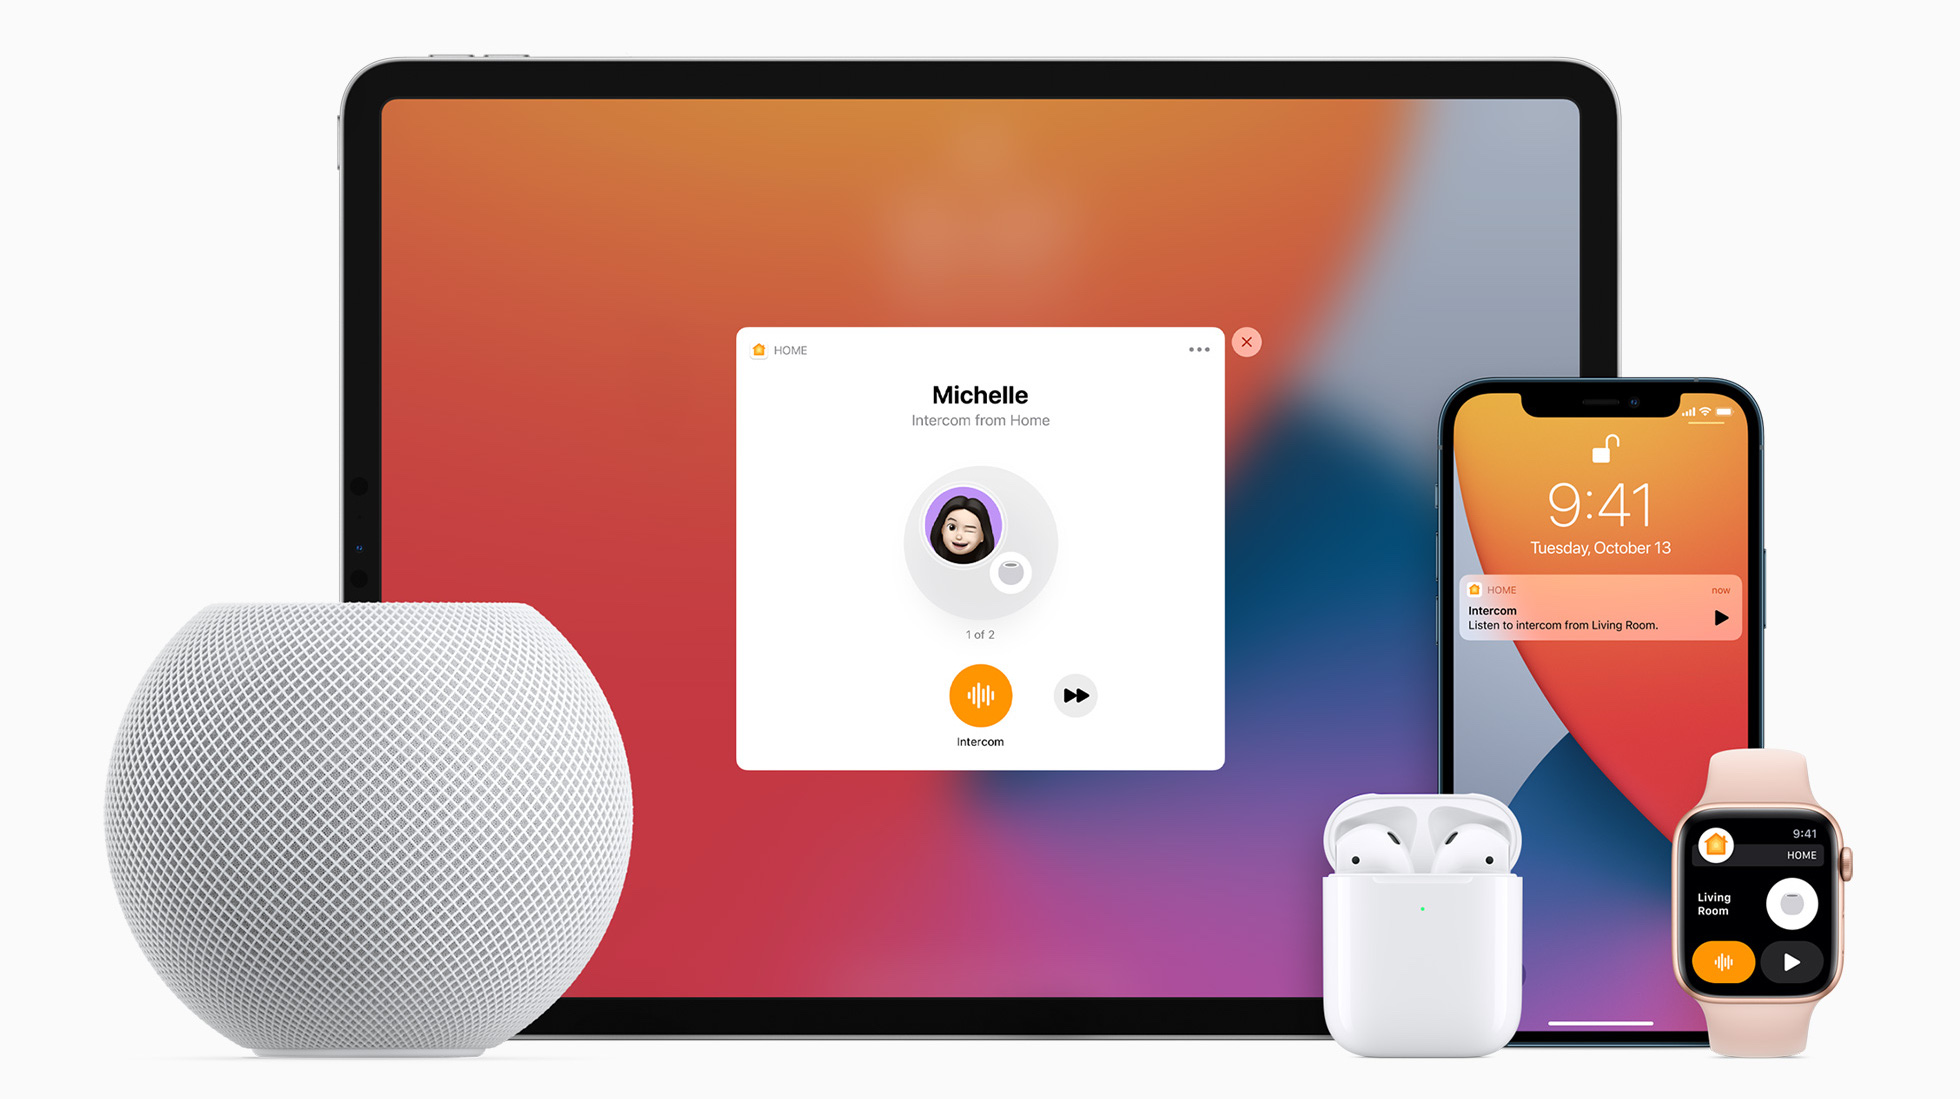 HOME
Michelle
Intercom from Home
1 of 2
Intercom
9:41
Tuesday, October 13
HOME
now
Intercom
Listen to intercom from Living Room.
9:41
HOME
Living
Room